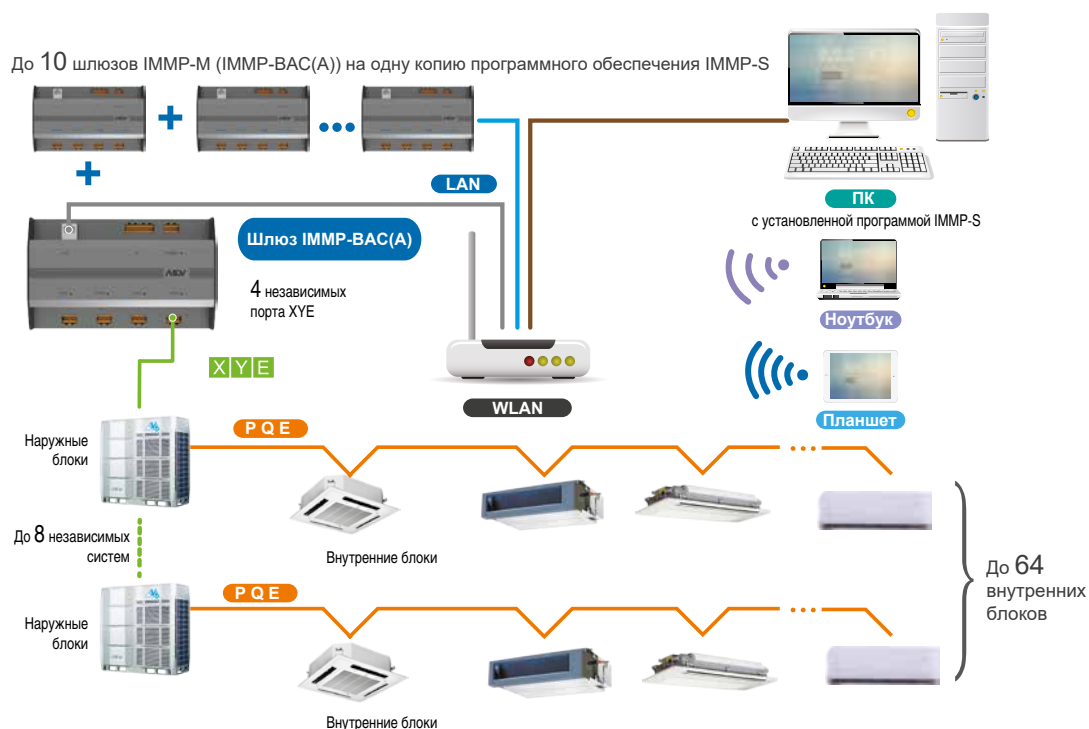 До 10 шлюзов IMMP-M (IMMP-BAC(A)) на одну копию программного обеспечения IMMP-S
LAN
ПК
с установленной программой IMMP-S
Шлюз IMMP-BAC(A)
4 независимых
порта XYE
Ноутбук
X Y E
WLAN
Планшет
Наружные
блоки
P Q E
Внутренние блоки
До 8 независимых
систем
До 64
внутренних
блоков
Наружные
блоки
P Q E
Внутренние блоки